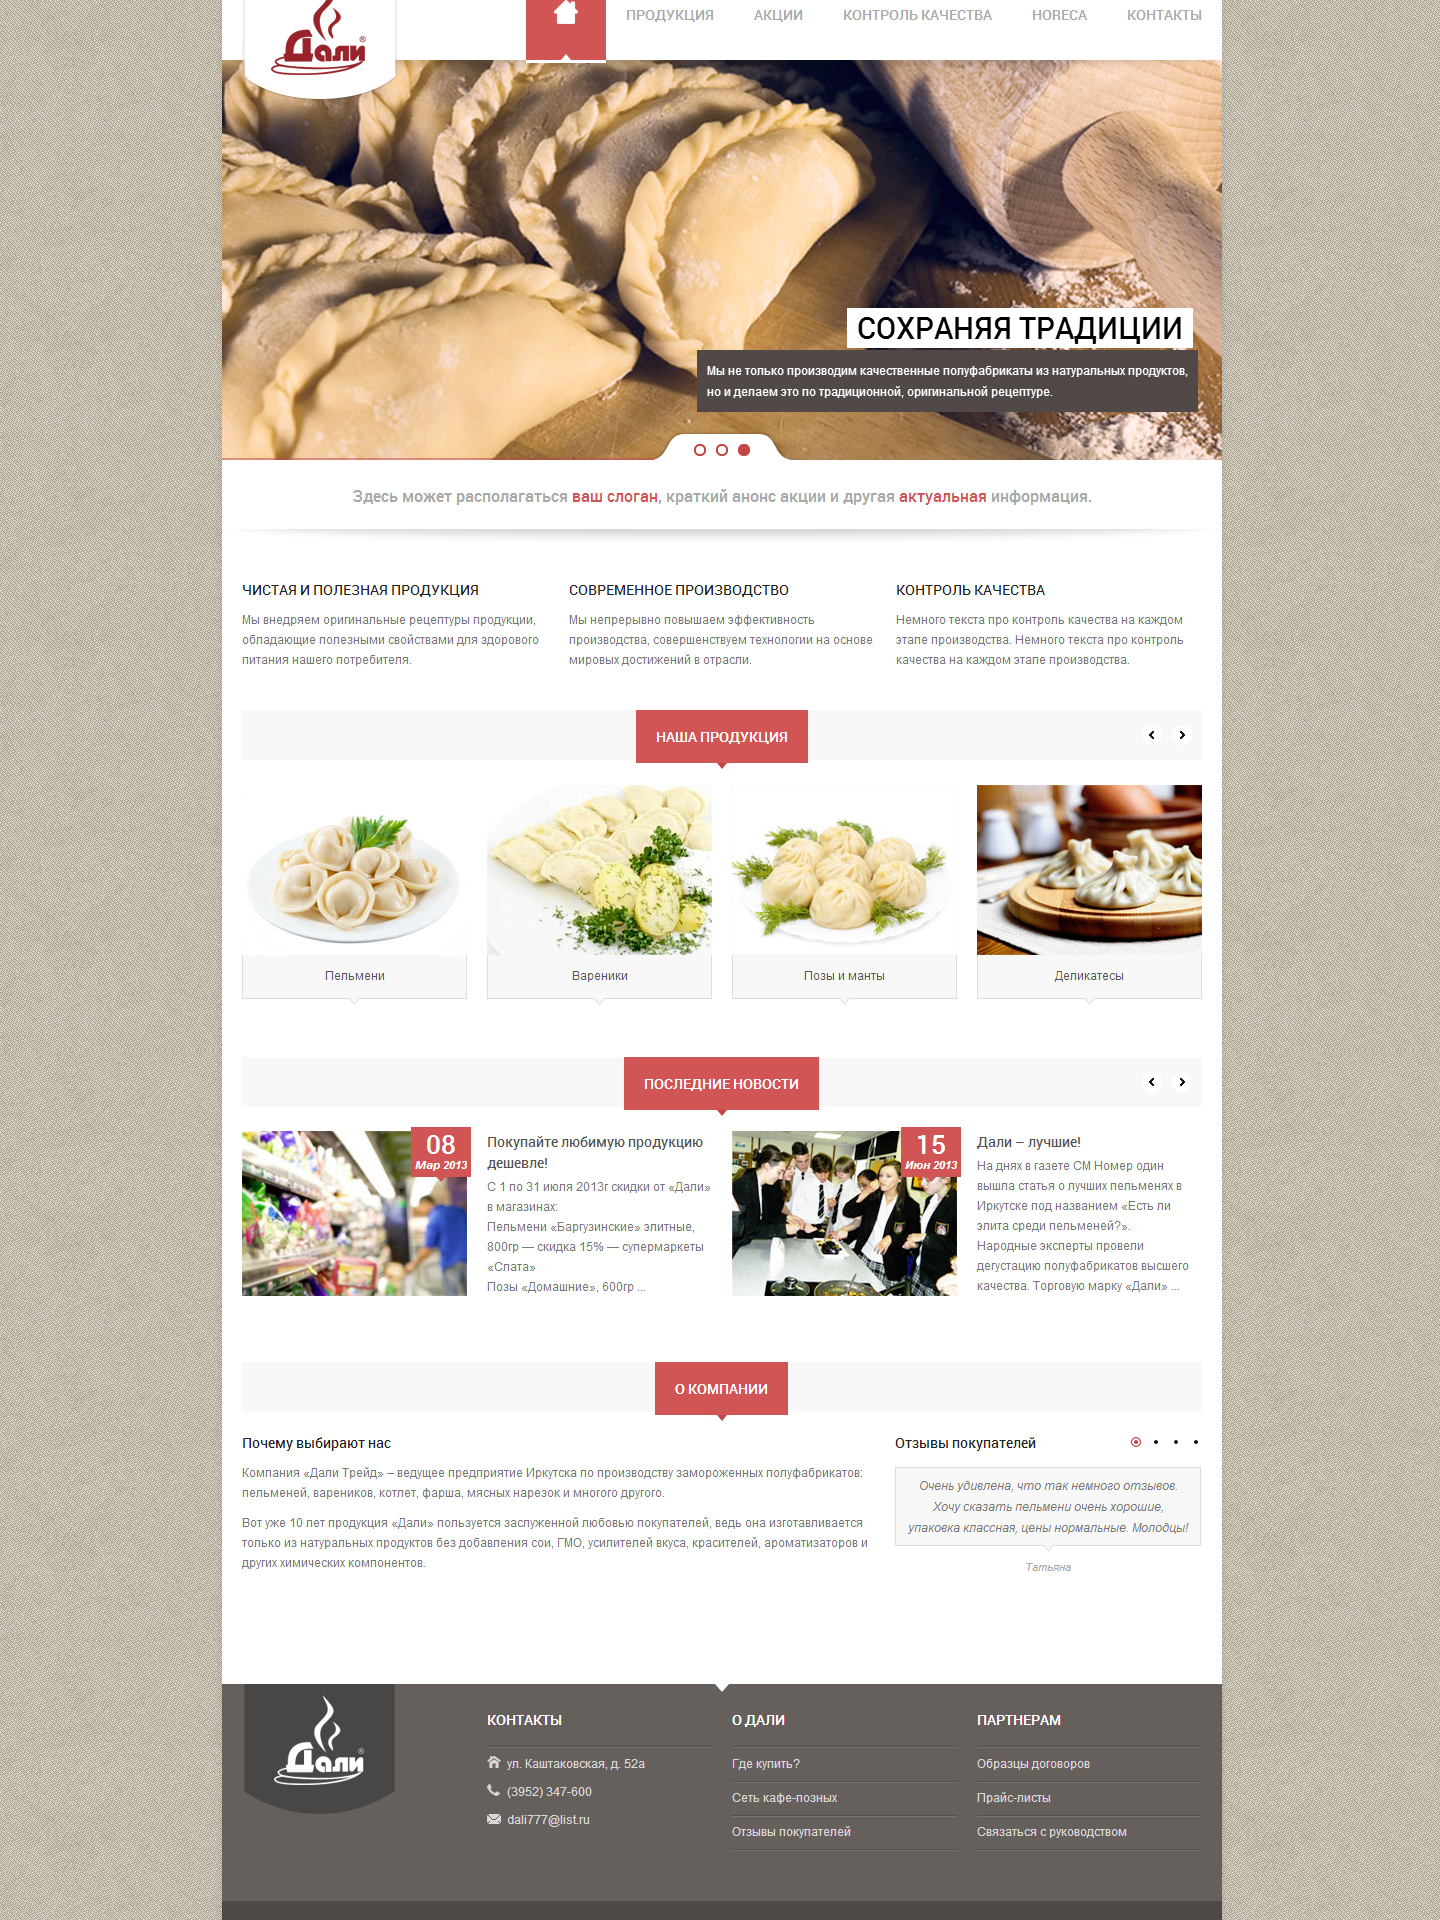 Дали®
ПРОДУКЦИЯ
АКЦИИ
КОНТРОЛЬ КАЧЕСТВА
HORECA
КОНТАКТЫ
СОХРАНЯЯ ТРАДИЦИИ
Мы не только производим качественные полуфабрикаты из натуральных продуктов,
но и делаем это по традиционной, оригинальной рецептуре.
Здесь может располагаться ваш слоган, краткий анонс акции и другая актуальная информация.
ЧИСТАЯ И ПОЛЕЗНАЯ ПРОДУКЦИЯ
Мы внедряем оригинальные рецептуры продукции,
обладающие полезными свойствами для здорового
питания нашего потребителя.
СОВРЕМЕННОЕ ПРОИЗВОДСТВО
Мы непрерывно повышаем эффективность
производства, совершенствуем технологии на основе
мировых достижений в отрасли.
КОНТРОЛЬ КАЧЕСТВА
Немного текста про контроль качества на каждом
этапе производства. Немного текста про контроль
качества на каждом этапе производства.
НАША ПРОДУКЦИЯ
Пельмени
Вареники
Позы и манты
Деликатесы
ПОСЛЕДНИЕ НОВОСТИ
08
Мар 2013
Покупайте любимую продукцию
дешевле!
С 1 по 31 июля 2013г скидки от «Дали»
в магазинах:
Пельмени «Баргузинские» элитные,
800гр — скидка 15% — супермаркеты
«Слата»
Позы «Домашние», 600гр ...
15
Июн 2013
Дали – лучшие!
На днях в газете СМ Номер один
вышла статья о лучших пельменях в
Иркутске под названием «Есть ли
элита среди пельменей?».
Народные эксперты провели
дегустацию полуфабрикатов высшего
качества. Торговую марку «Дали» ...
О КОМПАНИИ
Почему выбирают нас
Компания «Дали Трейд» – ведущее предприятие Иркутска по производству замороженных полуфабрикатов:
пельменей, вареников, котлет, фарша, мясных нарезок и многого другого.
Вот уже 10 лет продукция «Дали» пользуется заслуженной любовью покупателей, ведь она изготавливается
только из натуральных продуктов без добавления сои, ГМО, усилителей вкуса, красителей, ароматизаторов и
других химических компонентов.
Отзывы покупателей
Очень удивлена, что так немного отзывов.
Хочу сказать пельмени очень хорошие,
упаковка классная, цены нормальные. Молодцы!
Татьяна
Дали®
КОНТАКТЫ
ул. Каштаковская, д. 52а
(3952) 347-600
dali777@list.ru
О ДАЛИ
Где купить?
Сеть кафе-позных
Отзывы покупателей
ПАРТНЕРАМ
Образцы договоров
Прайс-листы
Связаться с руководством